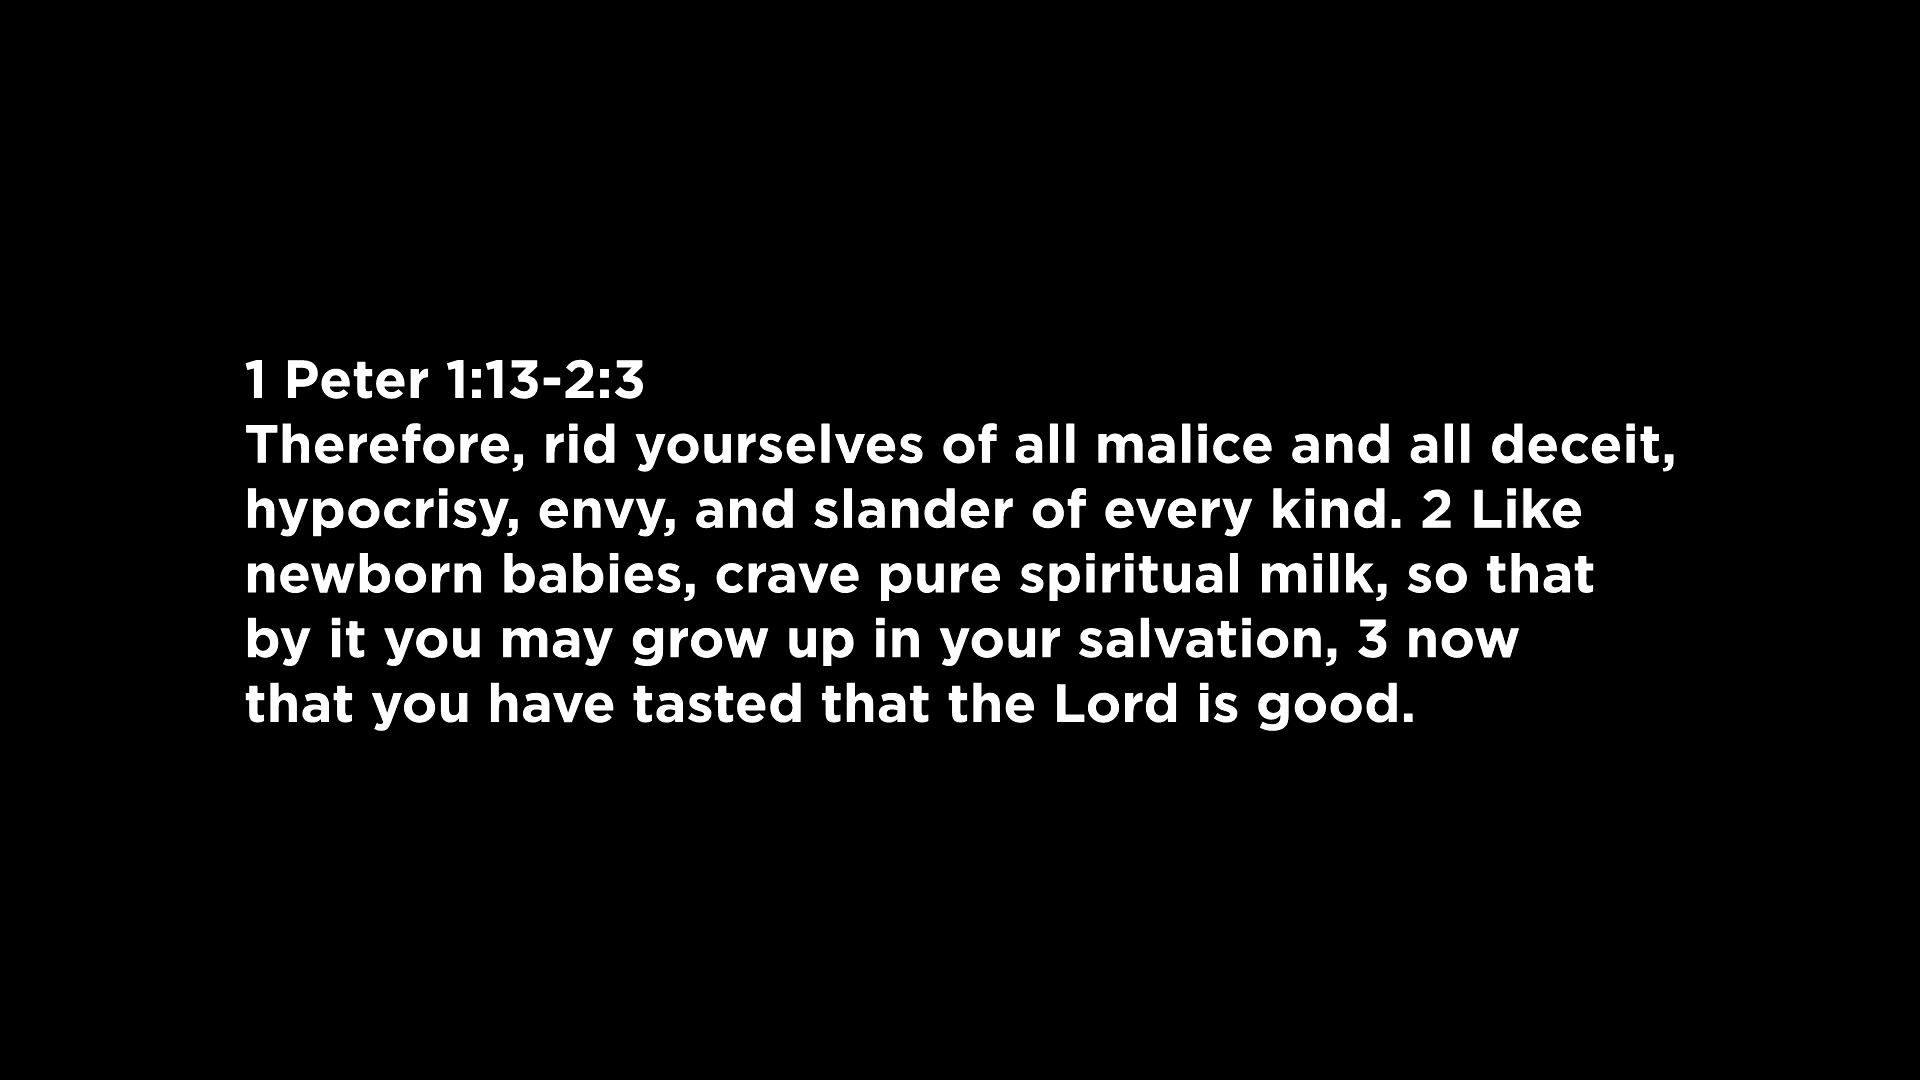 1 Peter 1:13-2:3
Therefore, rid yourselves of all malice and all deceit,
hypocrisy, envy, and slander of every kind. 2 Like
newborn babies, crave pure spiritual milk, so that
by it you may grow up in your salvation, 3 now
that you have tasted that the Lord is good.